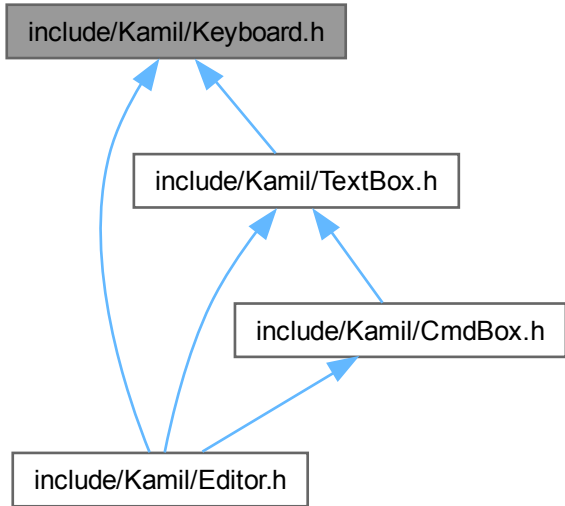 include/Kamil/Keyboard.h
include/Kamil/TextBox.h
include/Kamil/CmdBox.h
include/Kamil/Editor.h